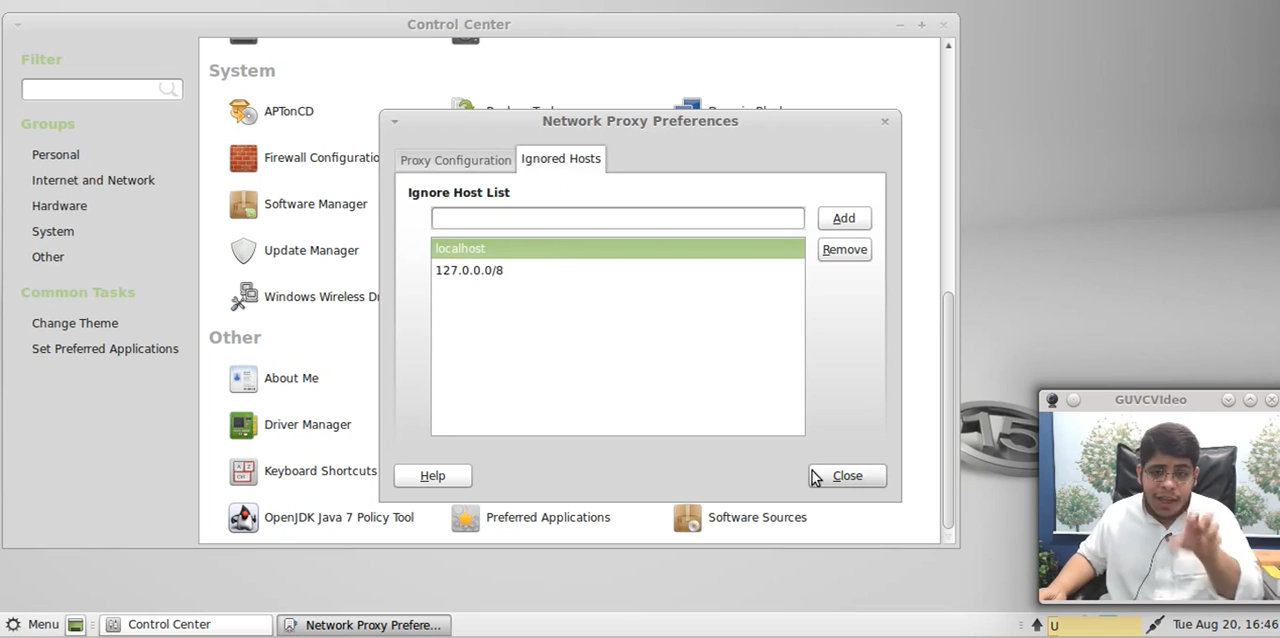 Control Center
Filter
Groups
Personal
Internet and Network
Hardware
System
Other
Common Tasks
Change Theme
Set Preferred Applications
System
APTonCD
Firewall Configuratio
Software Manager
Update Manager
Windows Wireless Dr
Other
About Me
Driver Manager
Keyboard Shortcuts
OpenJDK Java 7 Policy Tool
Preferred Applications
Software Sources
Network Proxy Preferences
Proxy Configuration
Ignored Hosts
Ignore Host List
Add
localhost
Remove
127.0.0.0/8
Help
Close
GUVCVIdeo
15
Menu
Control Center
Network Proxy Prefere...
U
Tue Aug 20, 16:46